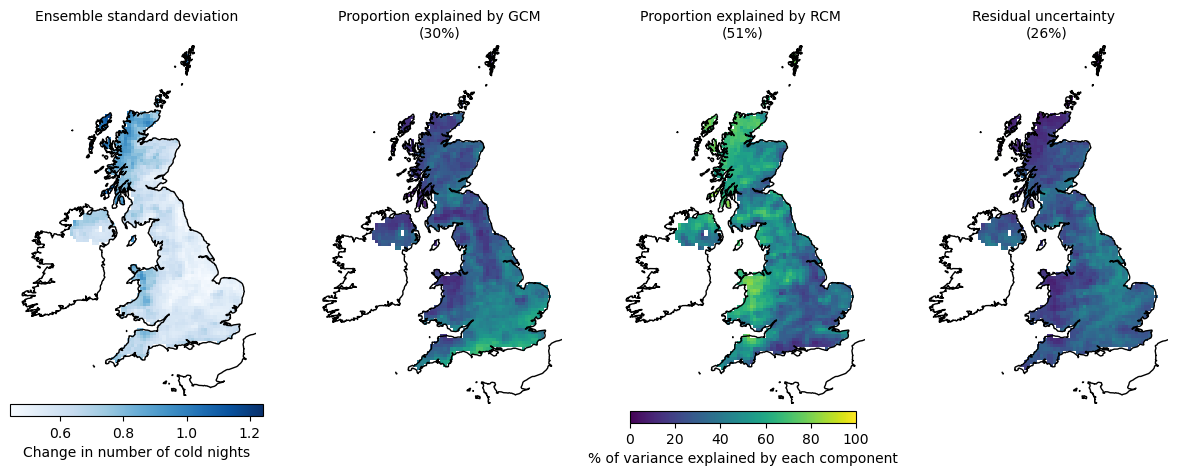 Ensemble standard deviation
Proportion explained by GCM
(30%)
Proportion explained by RCM
(51%)
Residual uncertainty
(26%)
0.6 0.8 1.0 1.2
Change in number of cold nights
0 20 40 60 80 100
% of variance explained by each component